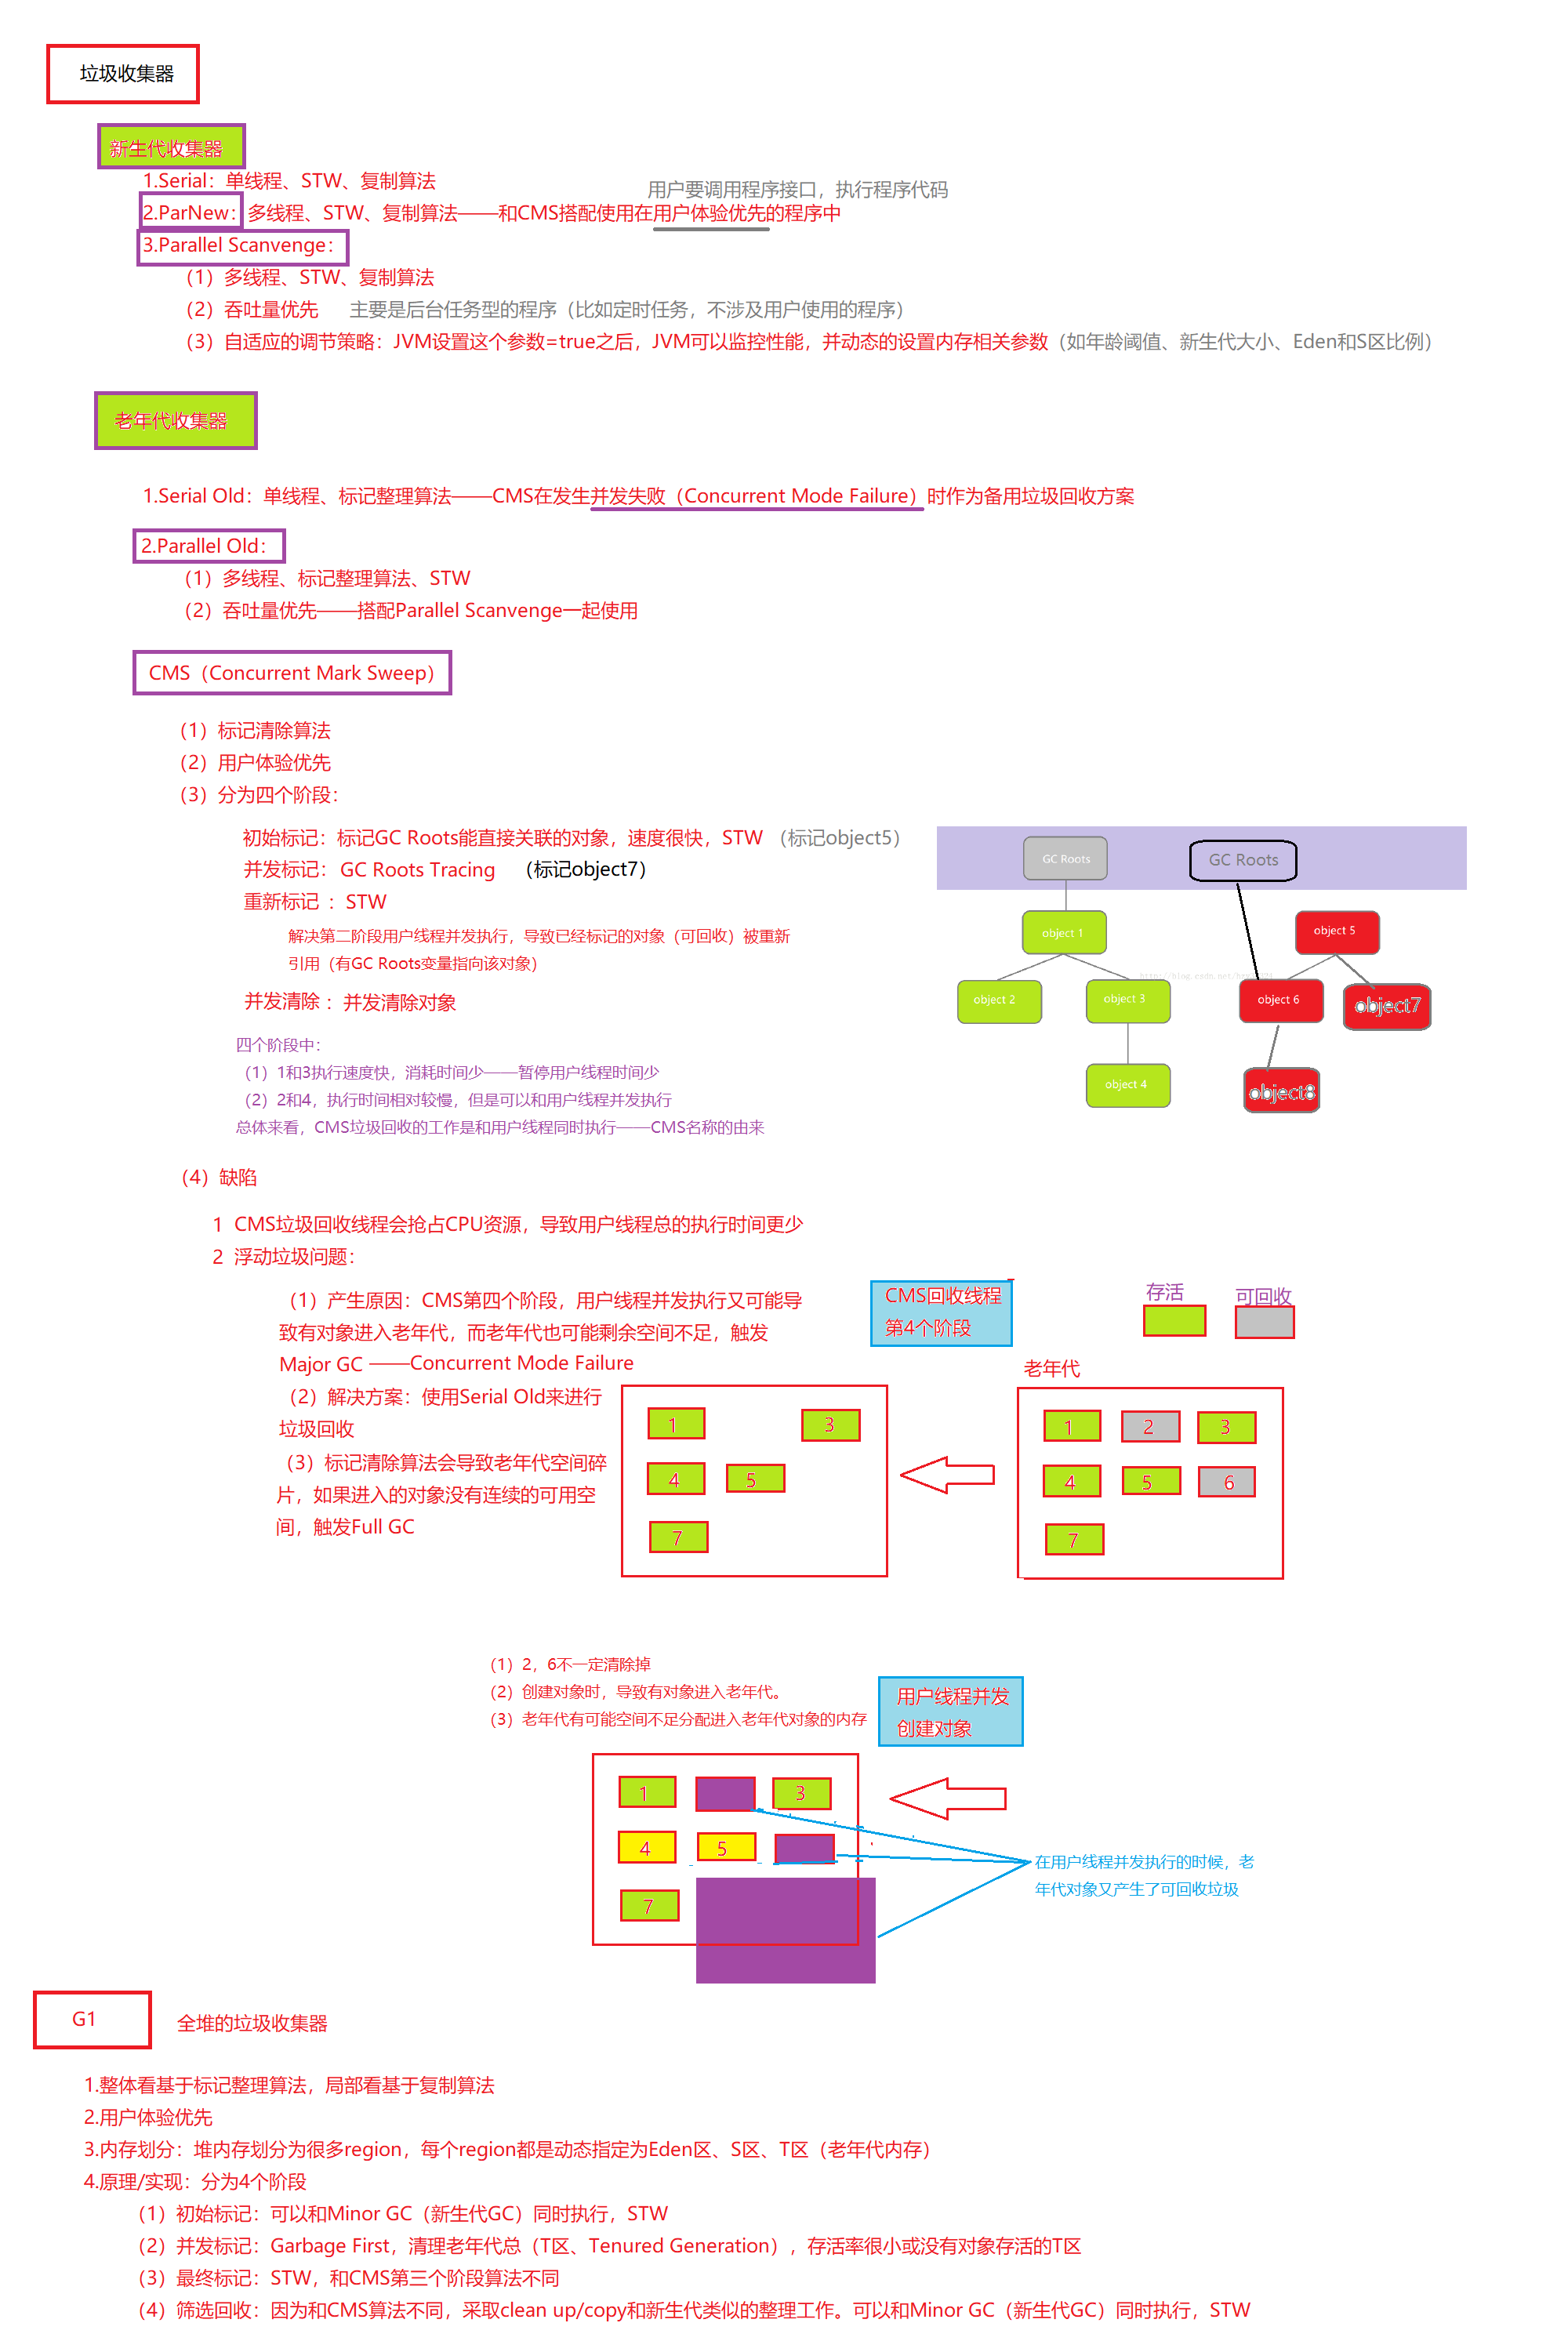 垃圾收集器
新生代收集器
1.Serial：单线程、STW、复制算法
用户要调用程序接口，执行程序代码
2.ParNew：多线程、STW、复制算法——和CMS搭配使用在用户体验优先的程序中
3.Parallel Scanvenge：
（1）多线程、STW、复制算法
（2）吞吐量优先 主要是后台任务型的程序（比如定时任务，不涉及用户使用的程序）
（3）自适应的调节策略：JVM设置这个参数=true之后，JVM可以监控性能，并动态的设置内存相关参数（如年龄阈值、新生代大小、Eden和S区比例）
老年代收集器
1.Serial Old：单线程、标记整理算法——CMS在发生并发失败（Concurrent Mode Failure）时作为备用垃圾回收方案
2.Parallel Old：
（1）多线程、标记整理算法、STW
（2）吞吐量优先——搭配Parallel Scanvenge一起使用
CMS（Concurrent Mark Sweep）
（1）标记清除算法
（2）用户体验优先
（3）分为四个阶段：
初始标记：标记GC Roots能直接关联的对象，速度很快，STW （标记object5）
并发标记：GC Roots Tracing （标记object7）
重新标记 ：STW
解决第二阶段用户线程并发执行，导致已经标记的对象（可回收）被重新
引用（有GC Roots变量指向该对象）
并发清除 ：并发清除对象
四个阶段中：
（1）1和3执行速度快，消耗时间少——暂停用户线程时间少
（2）2和4，执行时间相对较慢，但是可以和用户线程并发执行
总体来看，CMS垃圾回收的工作是和用户线程同时执行——CMS名称的由来
GC Roots
GC Roots
object 1
object 5
object 2
object 3
object 6
object7
object 4
object8
（4）缺陷
1 CMS垃圾回收线程会抢占CPU资源，导致用户线程总的执行时间更少
2 浮动垃圾问题：
（1）产生原因：CMS第四个阶段，用户线程并发执行又可能导
致有对象进入老年代，而老年代也可能剩余空间不足，触发
Major GC ——Concurrent Mode Failure
（2）解决方案：使用Serial Old来进行
垃圾回收
（3）标记清除算法会导致老年代空间碎
片，如果进入的对象没有连续的可用空
间，触发Full GC
CMS回收线程
第4个阶段
存活
可回收
老年代
1
3
4
5
7
1
2
3
4
5
6
7
（1）2，6不一定清除掉
（2）创建对象时，导致有对象进入老年代。
（3）老年代有可能空间不足分配进入老年代对象的内存
用户线程并发
创建对象
1
3
4
5
7
在用户线程并发执行的时候，老
年代对象又产生了可回收垃圾
G1
全堆的垃圾收集器
1.整体看基于标记整理算法，局部看基于复制算法
2.用户体验优先
3.内存划分：堆内存划分为很多region，每个region都是动态指定为Eden区、S区、T区（老年代内存）
4.原理/实现：分为4个阶段
（1）初始标记：可以和Minor GC（新生代GC）同时执行，STW
（2）并发标记：Garbage First，清理老年代总（T区、Tenured Generation），存活率很小或没有对象存活的T区
（3）最终标记：STW，和CMS第三个阶段算法不同
（4）筛选回收：因为和CMS算法不同，采取clean up/copy和新生代类似的整理工作。可以和Minor GC（新生代GC）同时执行，STW